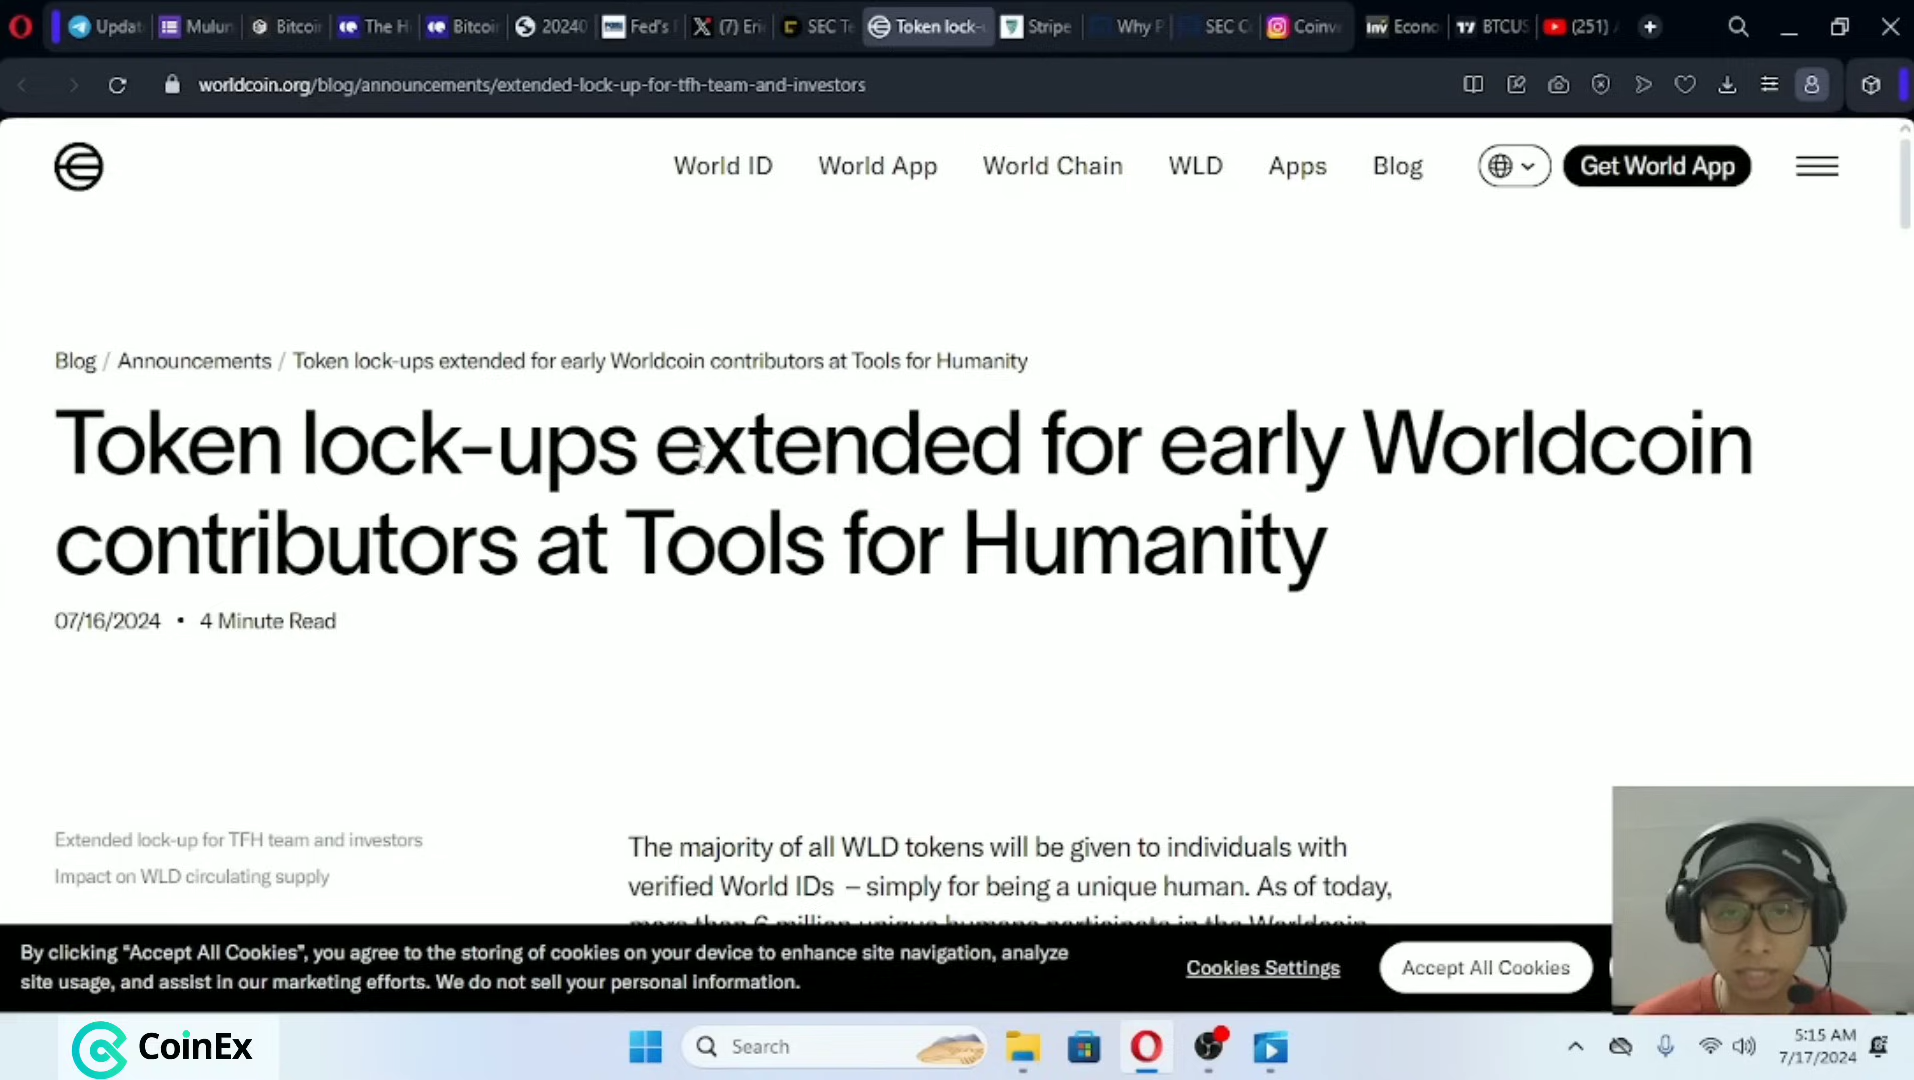 Updat
Mulun
Bitcoi
The H
Bitcoi
20240
Fed's
(7) Eri
SEC Te
Token lock-
Stripe
Why P
SEC C
Coinv
Econo
BTCUS
(251)
worldcoin.org/blog/announcements/extended-lock-up-for-tfh-team-and-investors
World ID
World App
World Chain
WLD
Apps
Blog
Get World App
Blog / Announcements / Token lock-ups extended for early Worldcoin contributors at Tools for Humanity
Token lock-ups extended for early Worldcoin
contributors at Tools for Humanity
07/16/2024 • 4 Minute Read
Extended lock-up for TFH team and investors
Impact on WLD circulating supply
The majority of all WLD tokens will be given to individuals with
verified World IDs – simply for being a unique human. As of today,
more than 6 million unique humans participate in the Worldcoin
By clicking “Accept All Cookies”, you agree to the storing of cookies on your device to enhance site navigation, analyze
site usage, and assist in our marketing efforts. We do not sell your personal information.
Cookies Settings
Accept All Cookies
CoinEx
Search
5:15 AM
7/17/2024